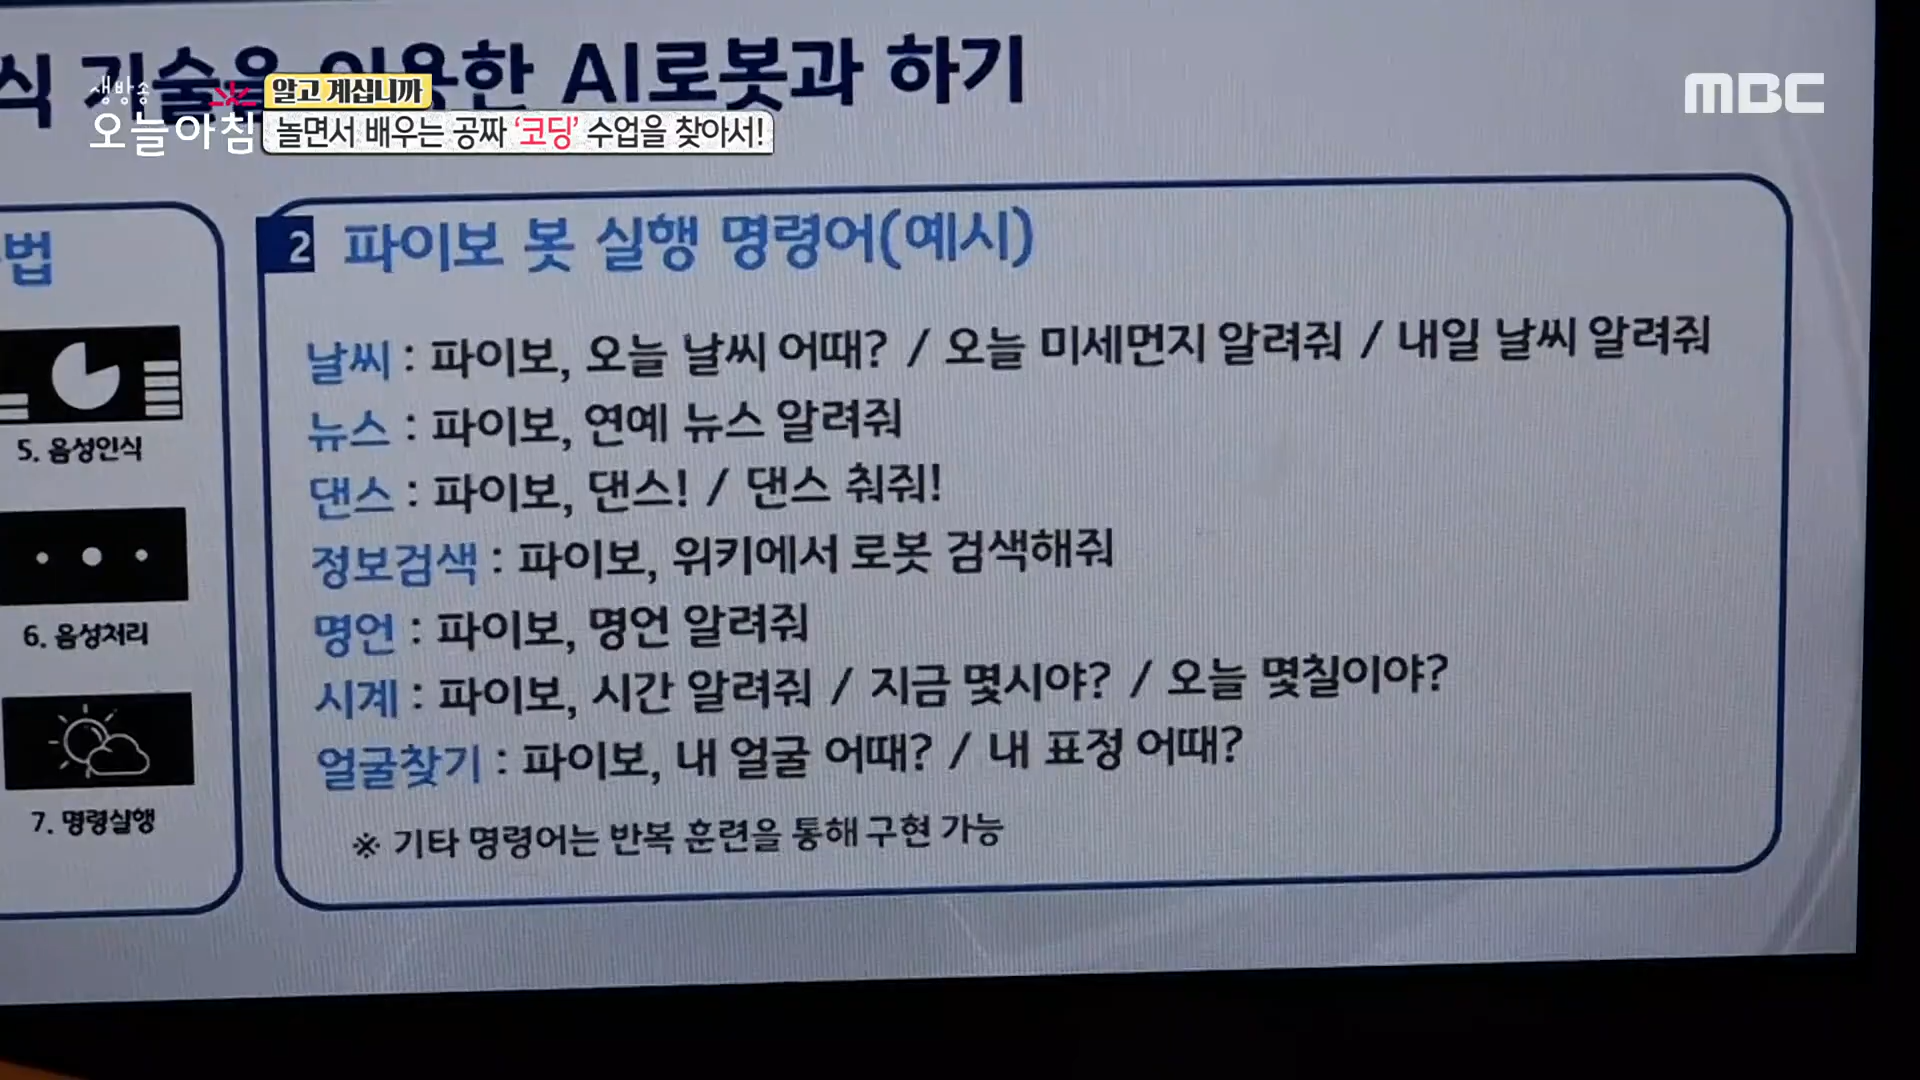 식 기술을 이용한 AI로봇과 하기
생방송 오늘아침
알고 계십니까
놀면서 배우는 공짜 '코딩' 수업을 찾아서!
MBC
법
5. 음성인식
6. 음성처리
7. 명령실행
2 파이보 봇 실행 명령어(예시)
날씨 : 파이보, 오늘 날씨 어때? / 오늘 미세먼지 알려줘 / 내일 날씨 알려줘
뉴스 : 파이보, 연예 뉴스 알려줘
댄스 : 파이보, 댄스! / 댄스 춰줘!
정보검색 : 파이보, 위키에서 로봇 검색해줘
명언 : 파이보, 명언 알려줘
시계 : 파이보, 시간 알려줘 / 지금 몇시야? / 오늘 몇칠이야?
얼굴찾기 : 파이보, 내 얼굴 어때? / 내 표정 어때?
※ 기타 명령어는 반복 훈련을 통해 구현 가능